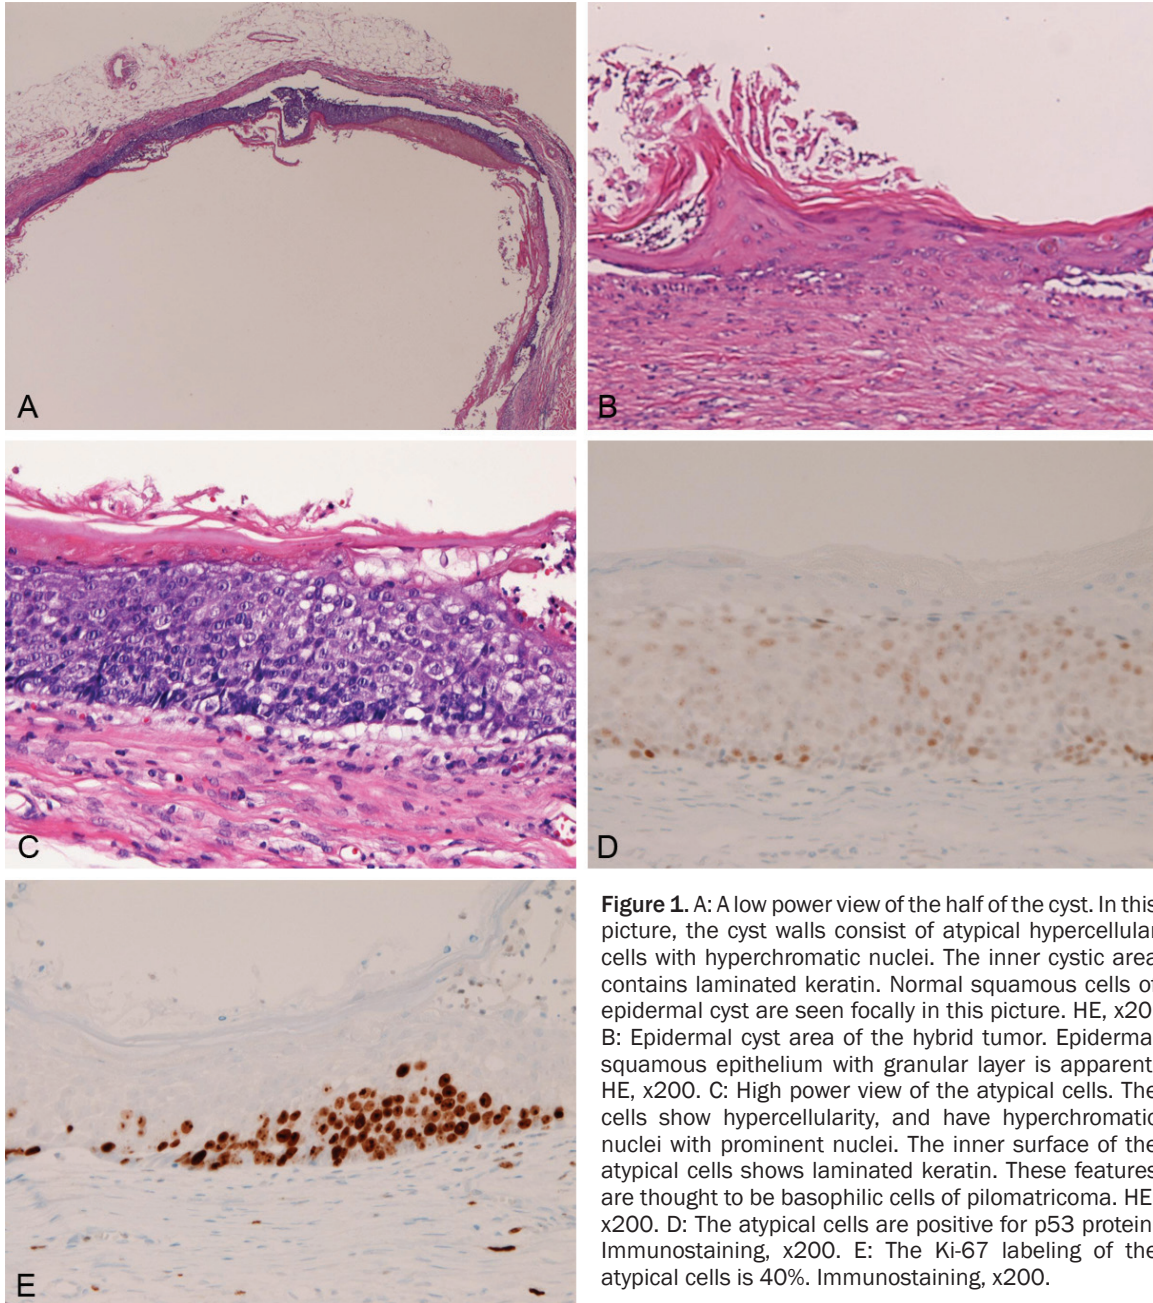 A
B
C
D
E
Figure 1. A: A low power view of the half of the cyst. In this
picture, the cyst walls consist of atypical hypercellular
cells with hyperchromatic nuclei. The inner cystic area
contains laminated keratin. Normal squamous cells of
epidermal cyst are seen focally in this picture. HE, x20
B: Epidermal cyst area of the hybrid tumor. Epidermal
squamous epithelium with granular layer is apparent
HE, x200. C: High power view of the atypical cells. The
cells show hypercellularity, and have hyperchromatic
nuclei with prominent nuclei. The inner surface of the
atypical cells shows laminated keratin. These features
are thought to be basophilic cells of pilomatricoma. HE
x200. D: The atypical cells are positive for p53 protein
Immunostaining, x200. E: The Ki-67 labeling of the
atypical cells is 40%. Immunostaining, x200.